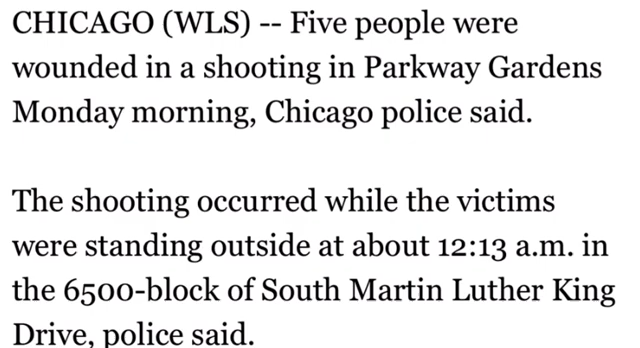 CHICAGO (WLS) -- Five people were
wounded in a shooting in Parkway Gardens
Monday morning, Chicago police said.
The shooting occurred while the victims
were standing outside at about 12:13 a.m. in
the 6500-block of South Martin Luther King
Drive, police said.